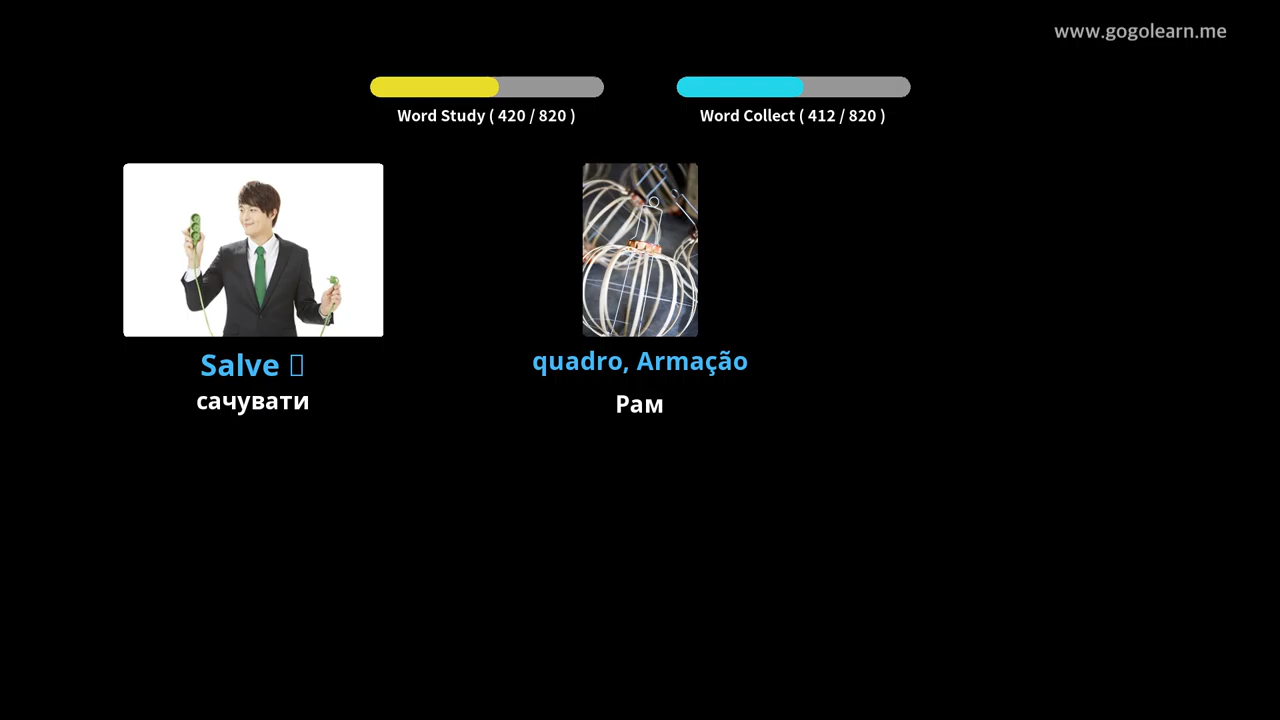 www.gogolearn.me
Word Study ( 420 / 820 )
Word Collect ( 412 / 820 )
Salve
сачувати
quadro, Armação
Рам